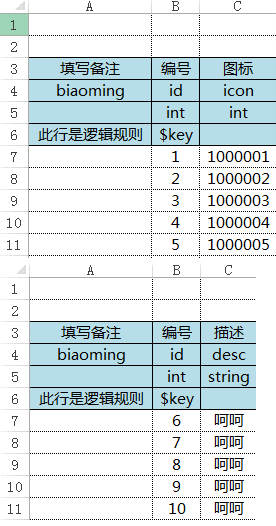 A B C
1
2
3 填写备注 编号 图标
4 biaoming id icon
5 int int
6 此行是逻辑规则 $key
7 1 1000001
8 2 1000002
9 3 1000003
10 4 1000004
11 5 1000005
A B C
1
2
3 填写备注 编号 描述
4 biaoming id desc
5 int string
6 此行是逻辑规则 $key
7 6 呵呵
8 7 呵呵
9 8 呵呵
10 9 呵呵
11 10 呵呵